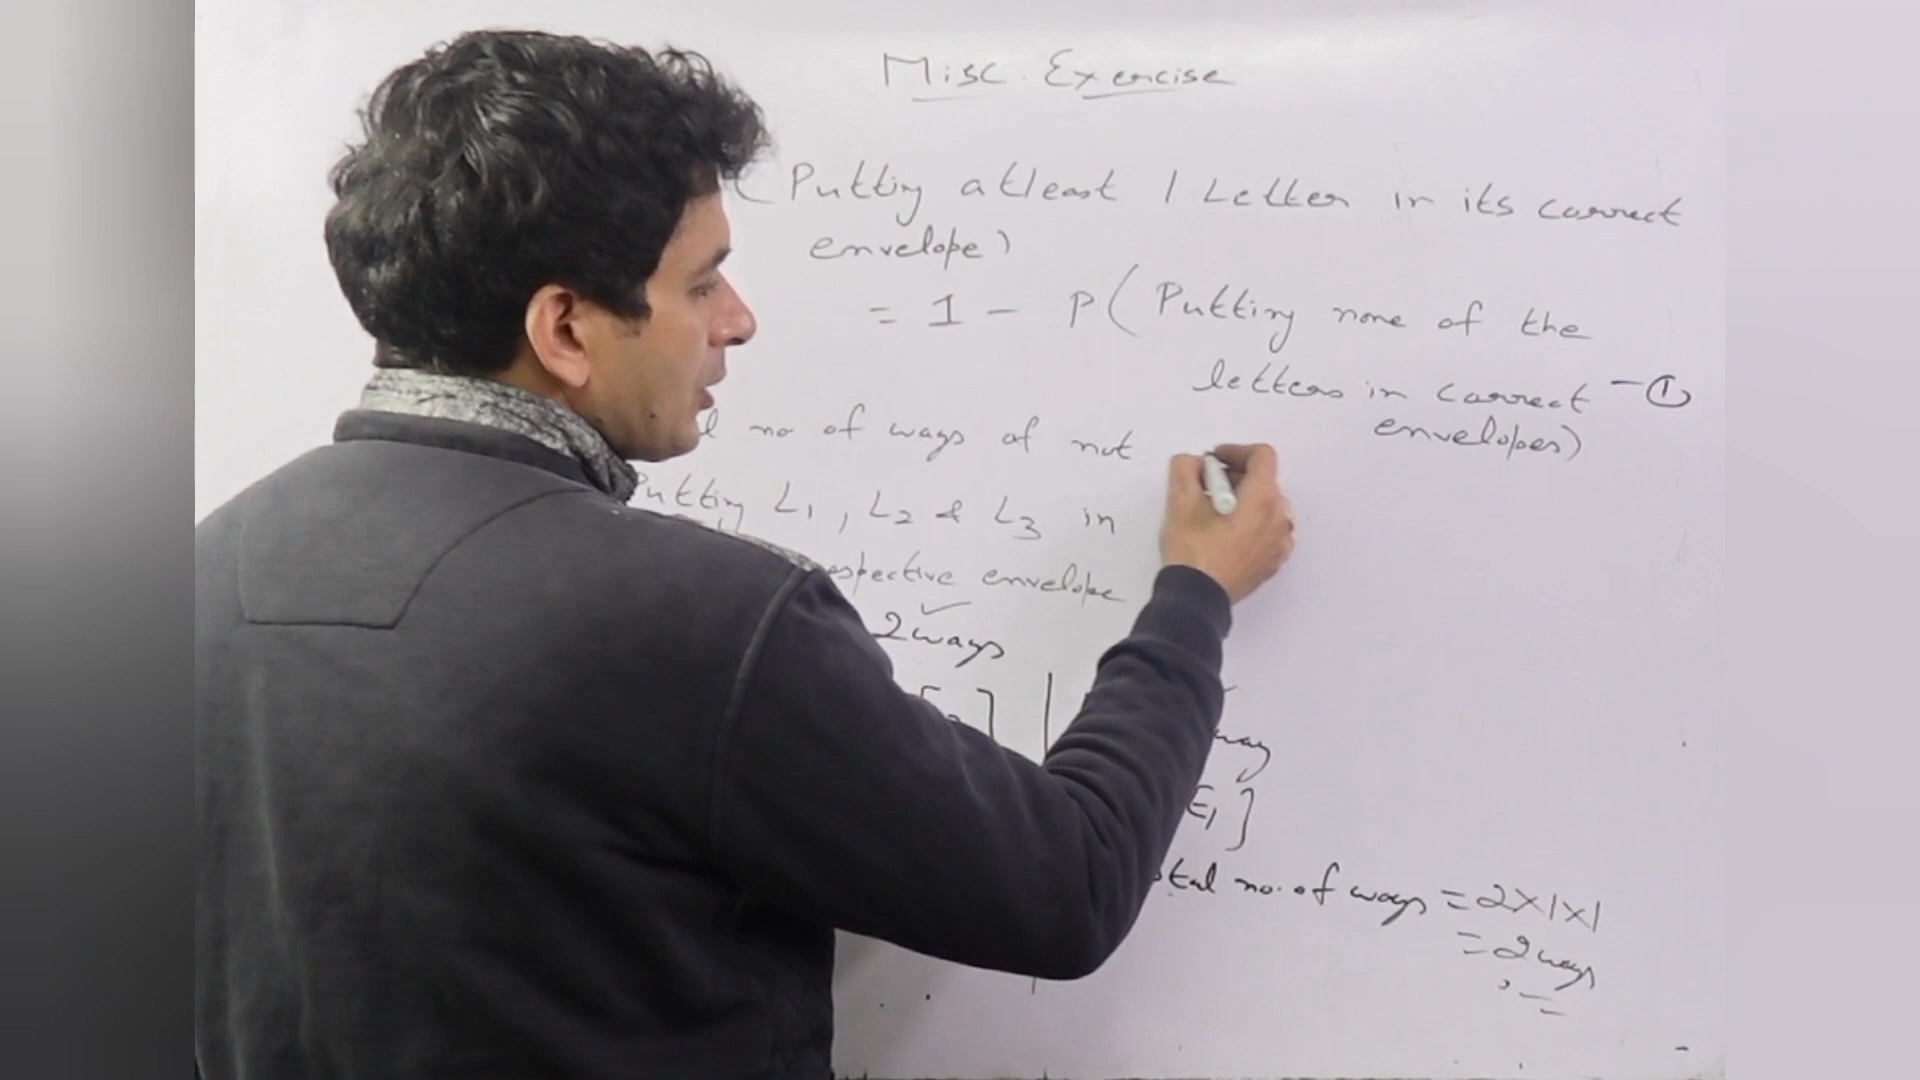 Misc. Exercise
(Putting atleast 1 Letter in its correct
envelope)
= 1 - P(Putting none of the
letters in correct - ①
envelopes)
no of ways of not
Putting L1, L2 & L3 in
envelope
2 ways
way
E1]
no. of ways = 2×1×1
= 2 ways